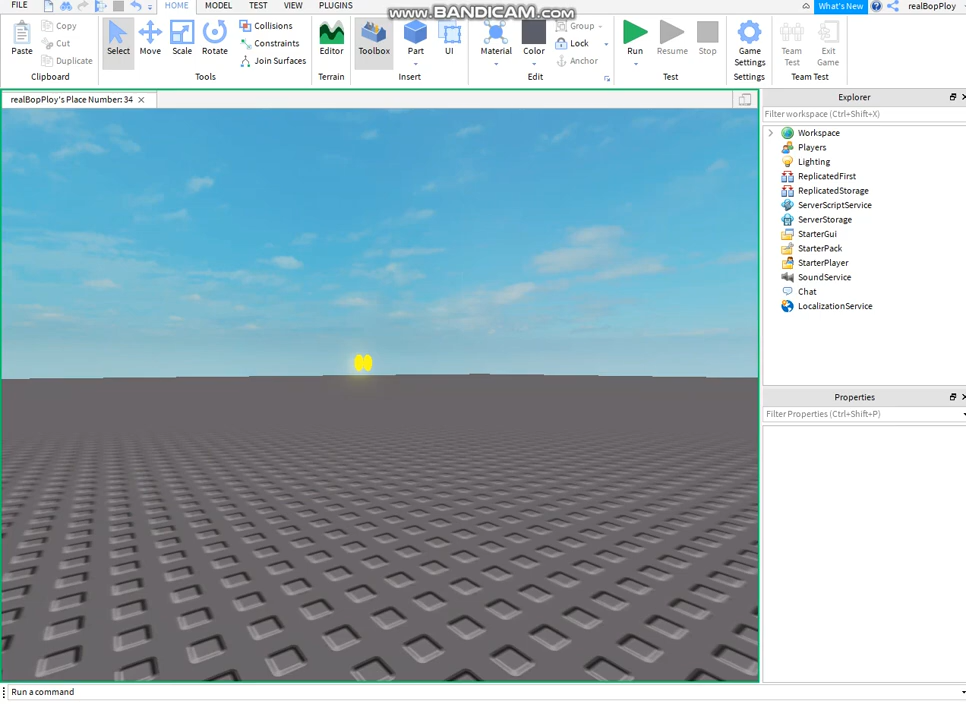 www.BANDICAM.com
FILE HOME MODEL TEST VIEW PLUGINS What's New realBopPloy
Paste Copy Cut Duplicate Clipboard
Select Move Scale Rotate Collisions Constraints Join Surfaces Tools
Editor Terrain
Toolbox Part UI Insert
Material Color Group Lock Anchor Edit
Run Resume Stop Test
Game Settings Settings
Team Test Exit Game Team Test
realBopPloy's Place Number: 34
Explorer
Filter workspace (Ctrl+Shift+X)
Workspace
Players
Lighting
ReplicatedFirst
ReplicatedStorage
ServerScriptService
ServerStorage
StarterGui
StarterPack
StarterPlayer
SoundService
Chat
LocalizationService
Properties
Filter Properties (Ctrl+Shift+P)
Run a command